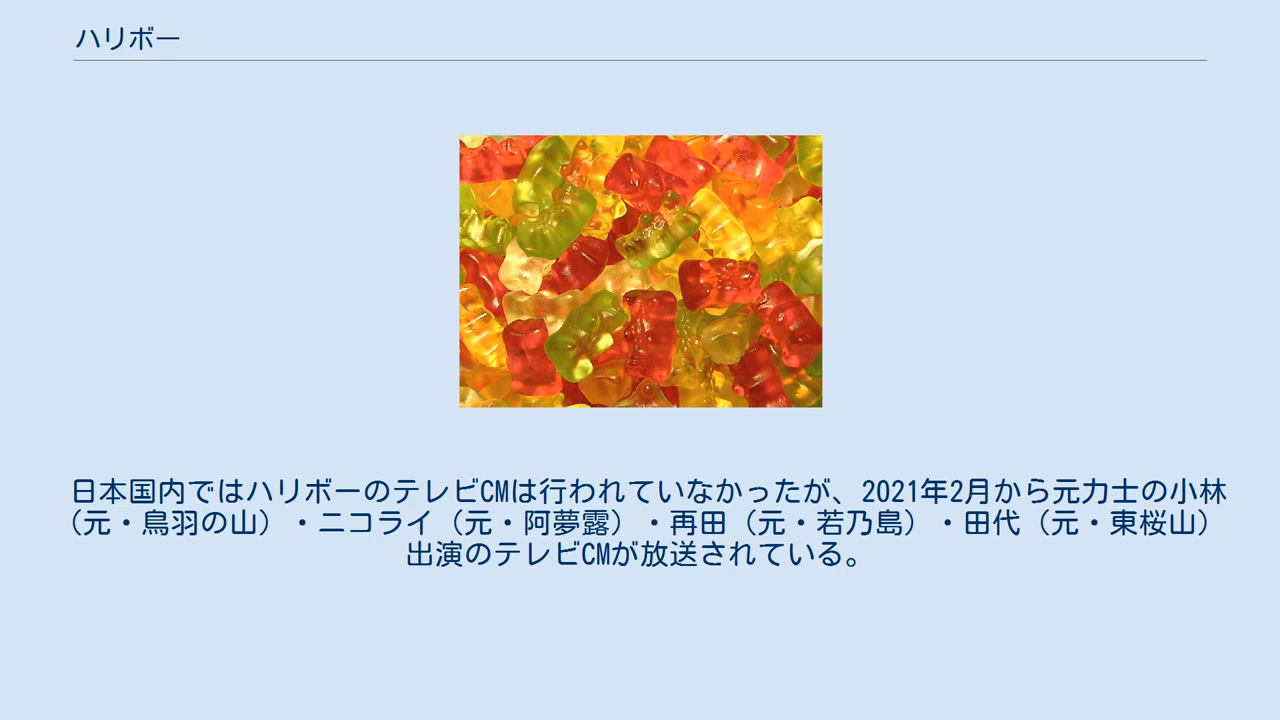 ハリボー
日本国内ではハリボーのテレビCMは行われていなかったが、2021年2月から元力士の小林
（元・鳥羽の山）・ニコライ（元・阿夢露）・再田（元・若乃島）・田代（元・東桜山）
出演のテレビCMが放送されている。